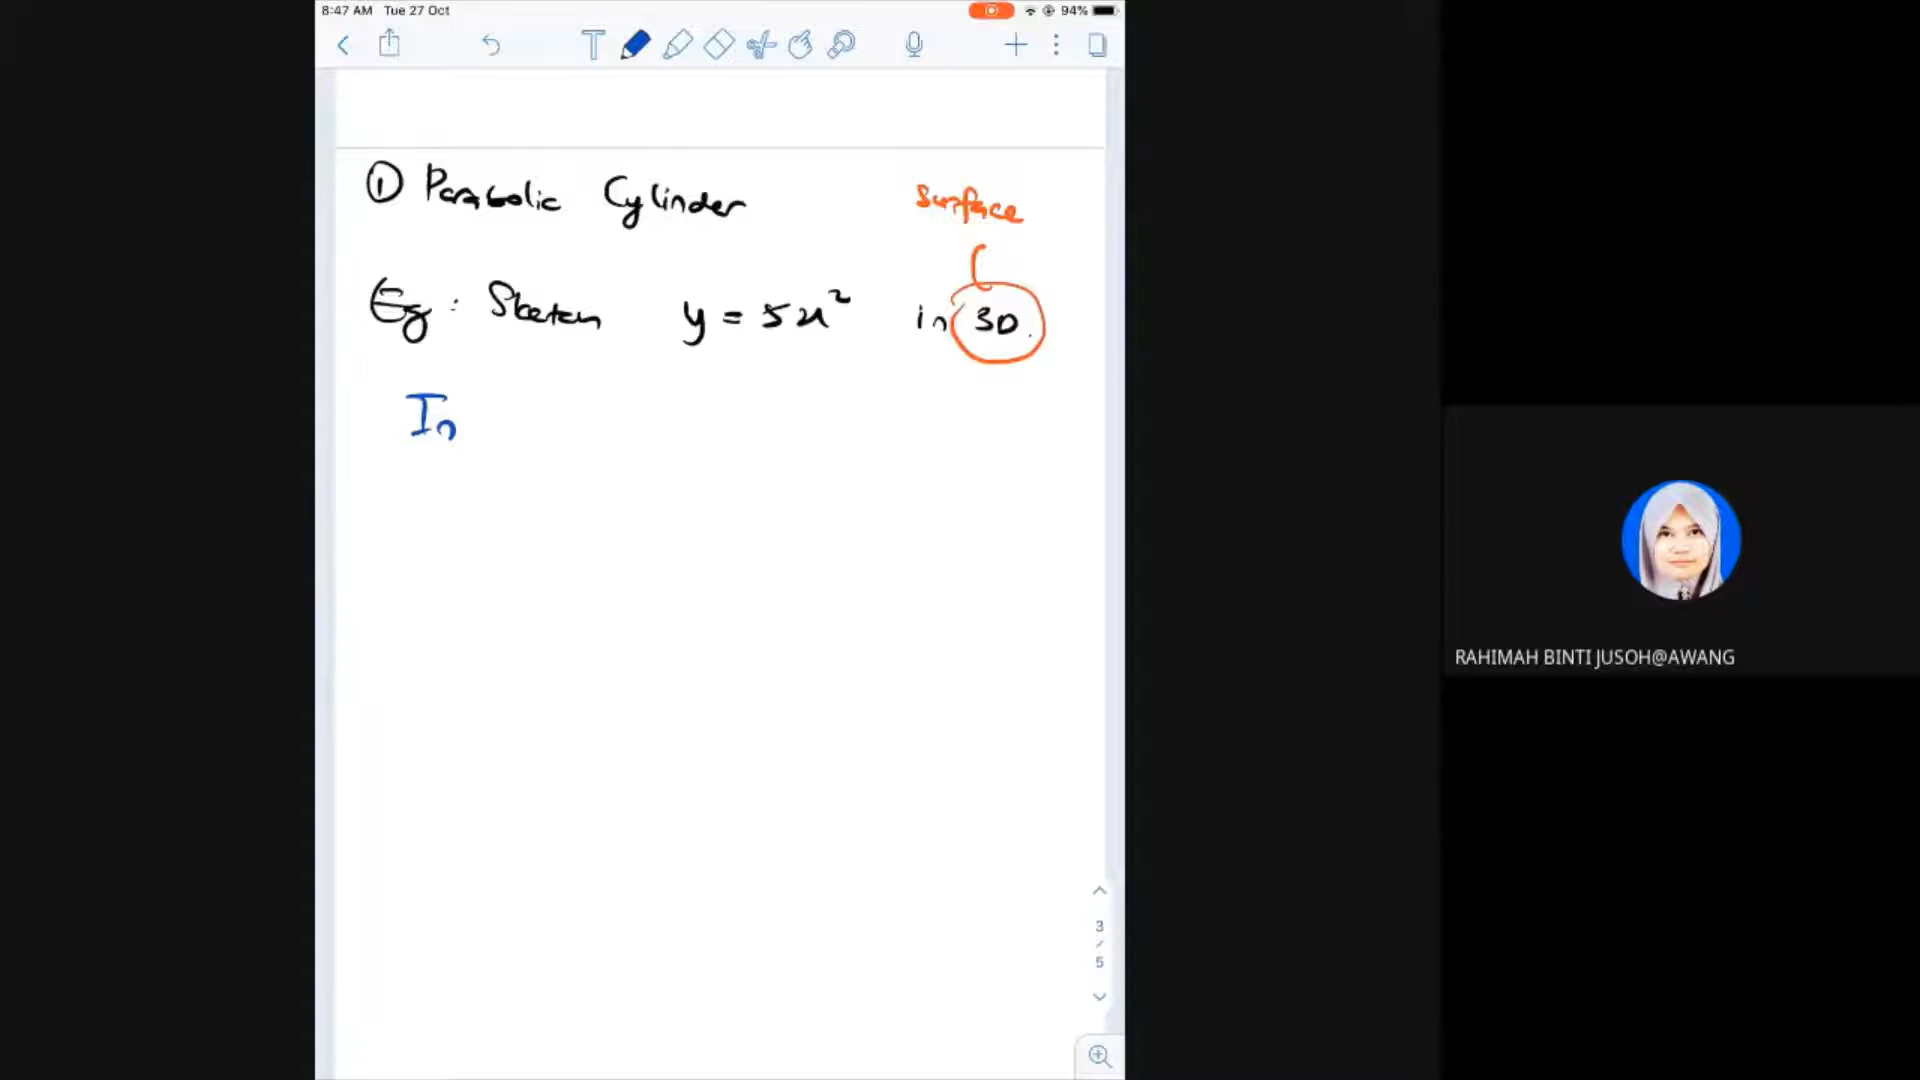 8:47 AM Tue 27 Oct 94%
① Parabolic Cylinder
Surface
Eg : Sketch y = 5x² in 3D.
In
3
/
5
RAHIMAH BINTI JUSOH@AWANG